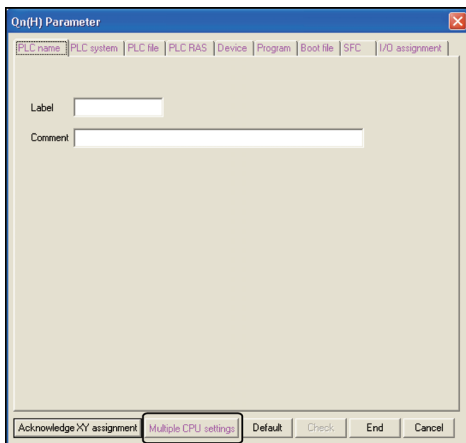 Qn(H) Parameter
PLC name PLC system PLC file PLC RAS Device Program Boot file SFC I/O assignment
Label
Comment
Acknowledge XY assignment Multiple CPU settings Default Check End Cancel